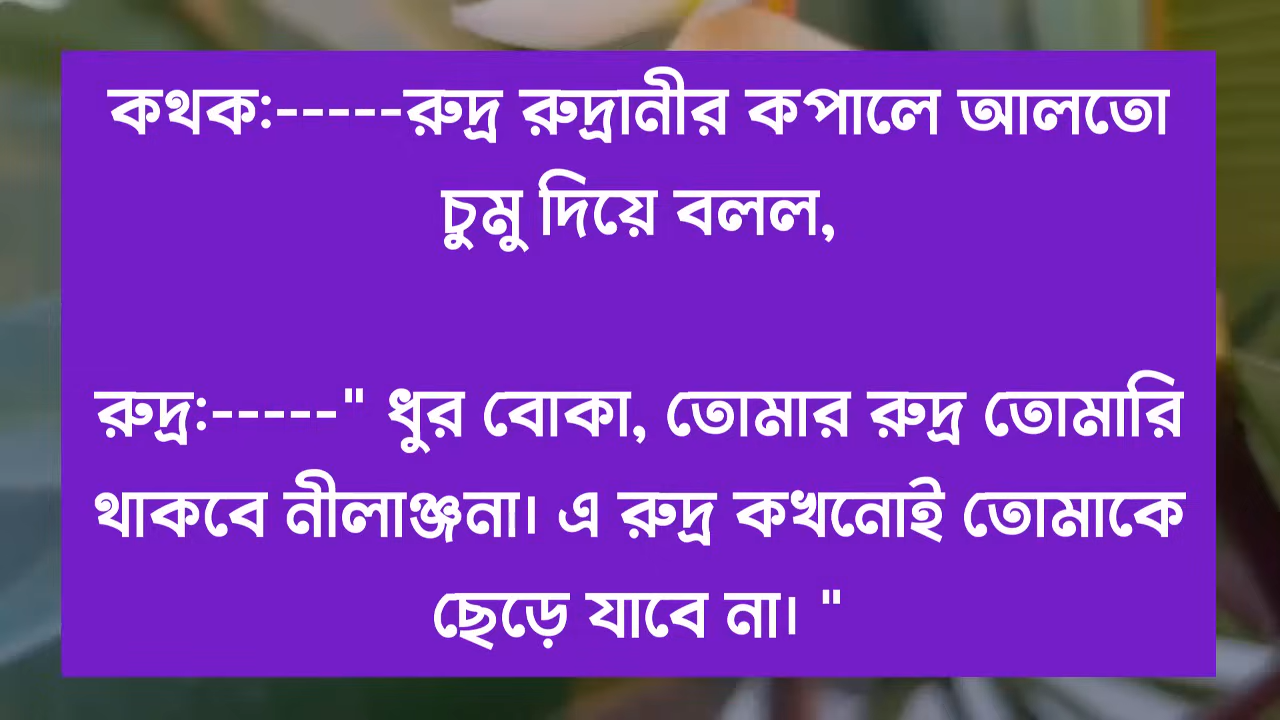 কথক:-----রুদ্র রুদ্রানীর কপালে আলতো
চুমু দিয়ে বলল,
রুদ্র:-----" ধুর বোকা, তোমার রুদ্র তোমারি
থাকবে নীলাঞ্জনা। এ রুদ্র কখনোই তোমাকে
ছেড়ে যাবে না। "